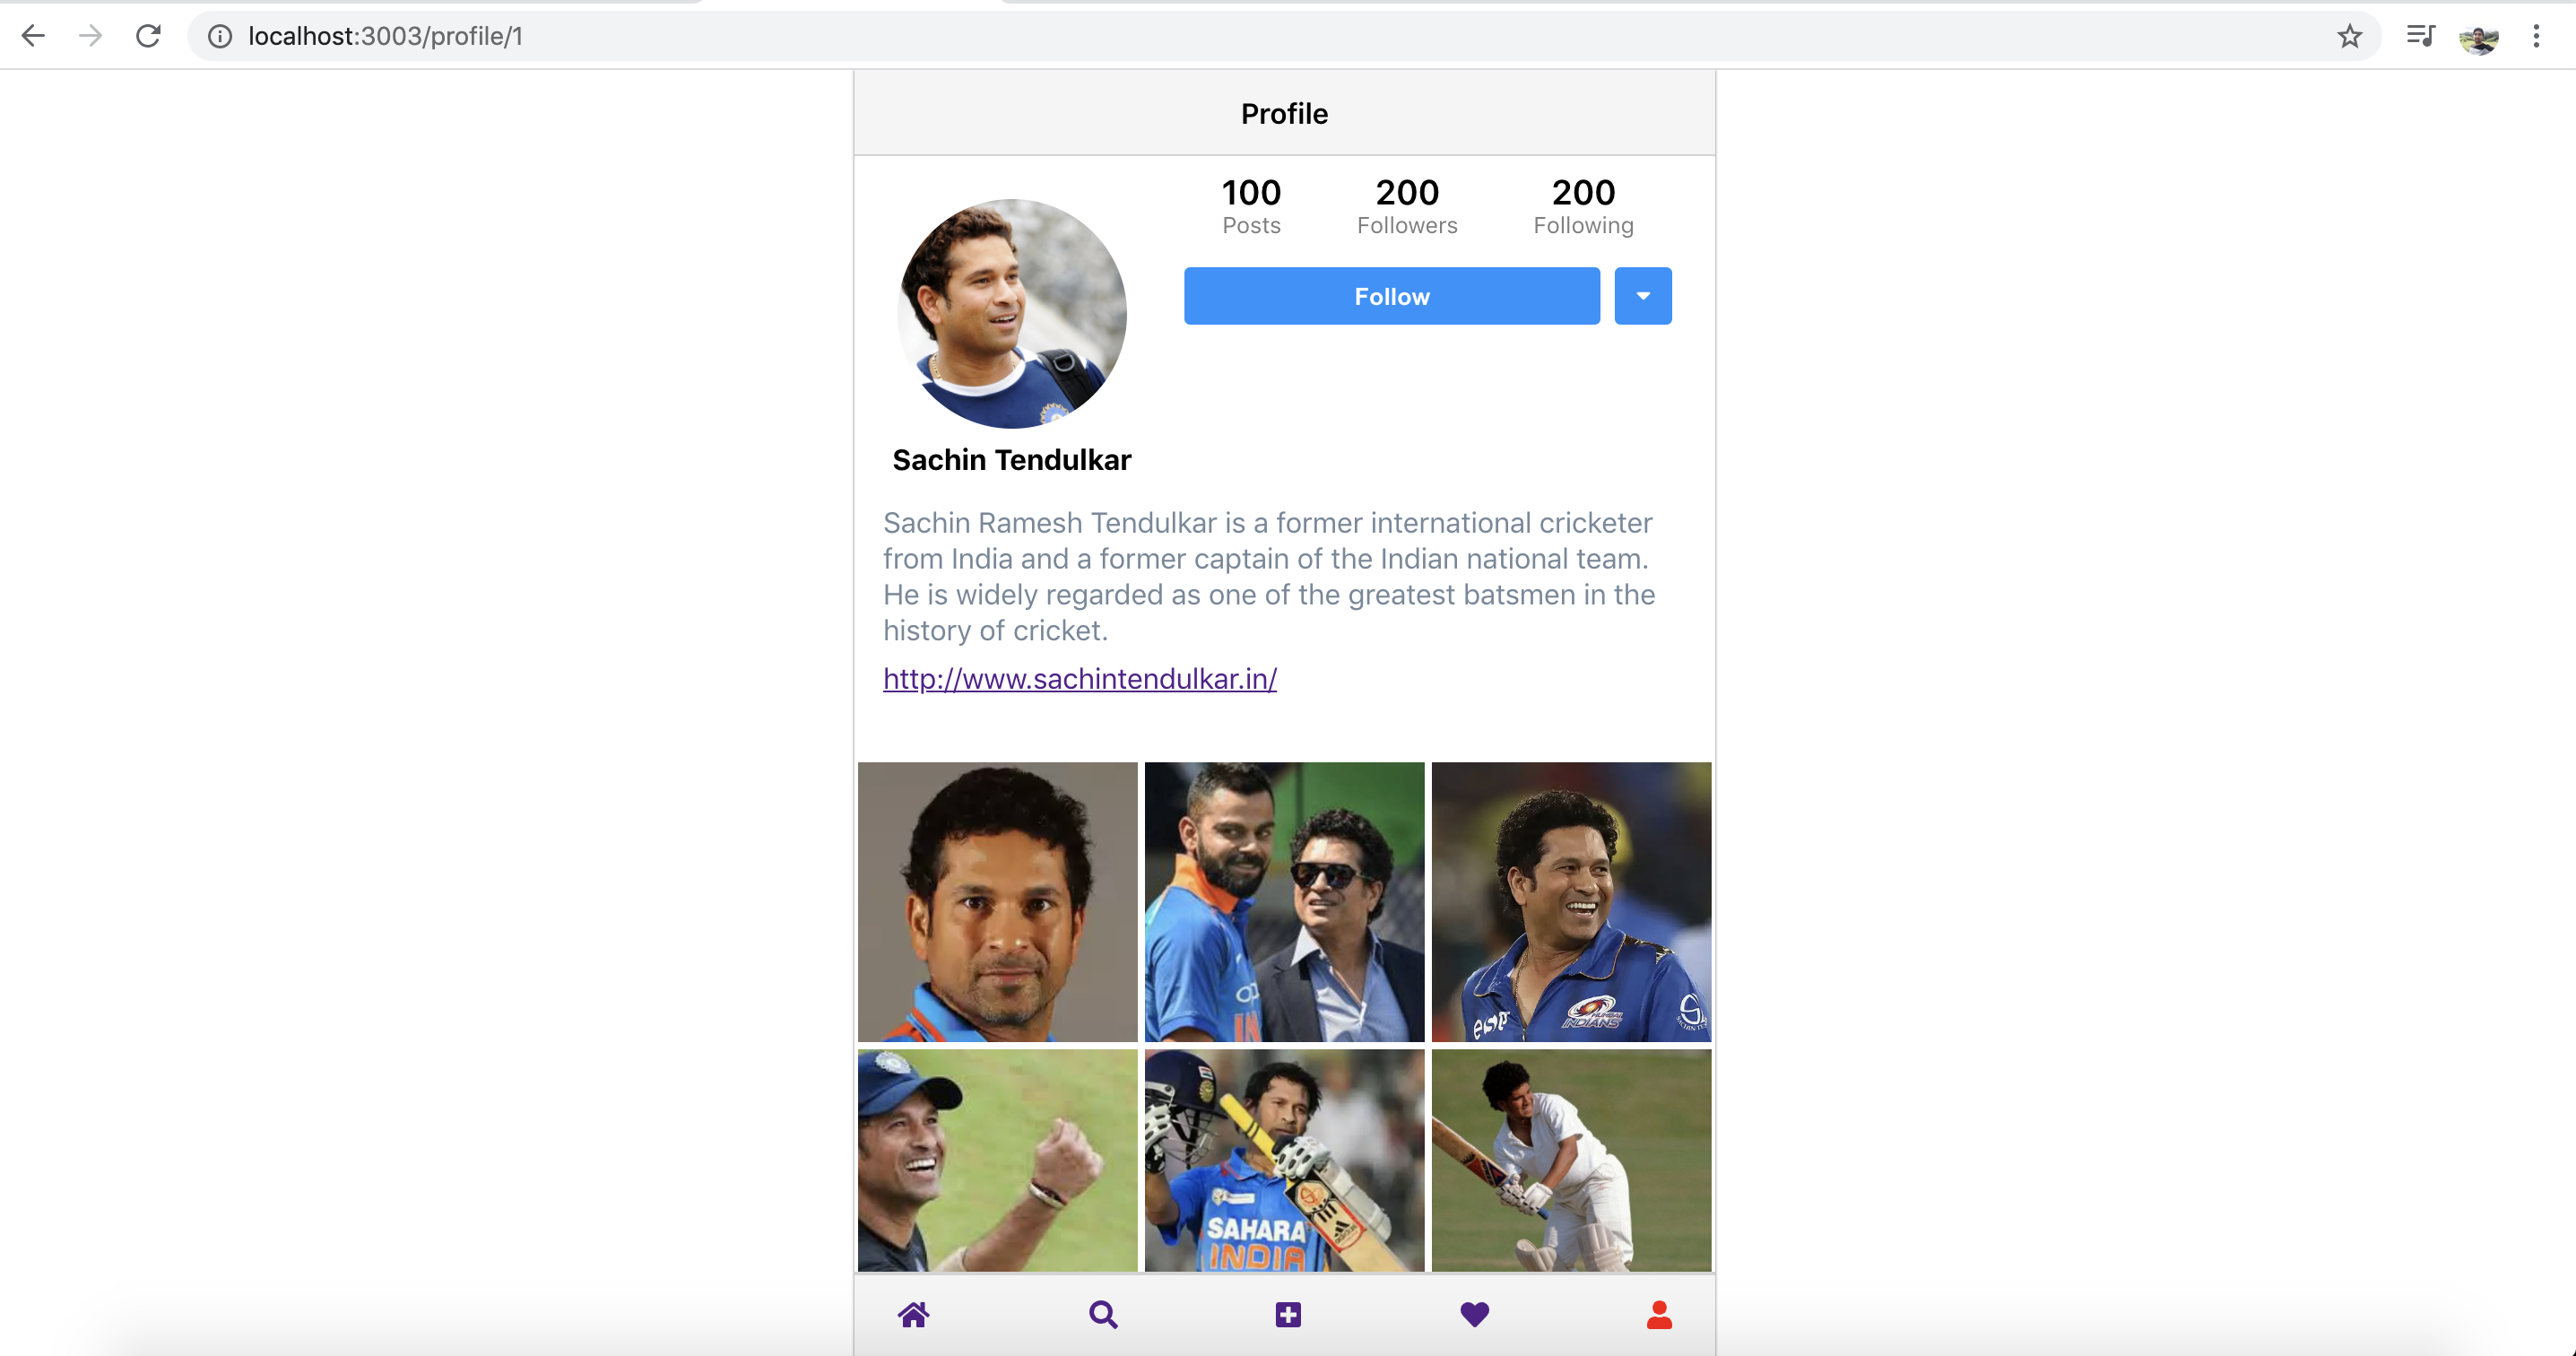 localhost:3003/profile/1
Profile
100 200 200
Posts Followers Following
Follow
Sachin Tendulkar
Sachin Ramesh Tendulkar is a former international cricketer
from India and a former captain of the Indian national team.
He is widely regarded as one of the greatest batsmen in the
history of cricket.
http://www.sachintendulkar.in/
INDIANS
SAHARA
INDIA